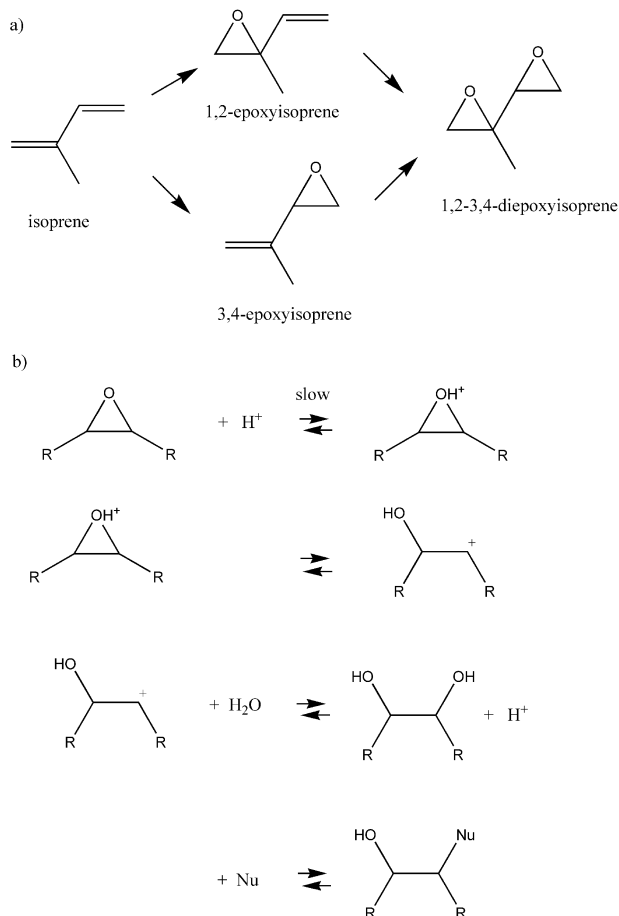 a)
O
1,2-epoxyisoprene
O
O
isoprene
1,2-3,4-diepoxyisoprene
O
3,4-epoxyisoprene
b)
O
R R
+ H⁺
slow
OH⁺
R R
OH⁺
R R
HO
+
R R
HO
+
R R
+ H₂O
HO OH
R R
+ H⁺
+ Nu
HO Nu
R R